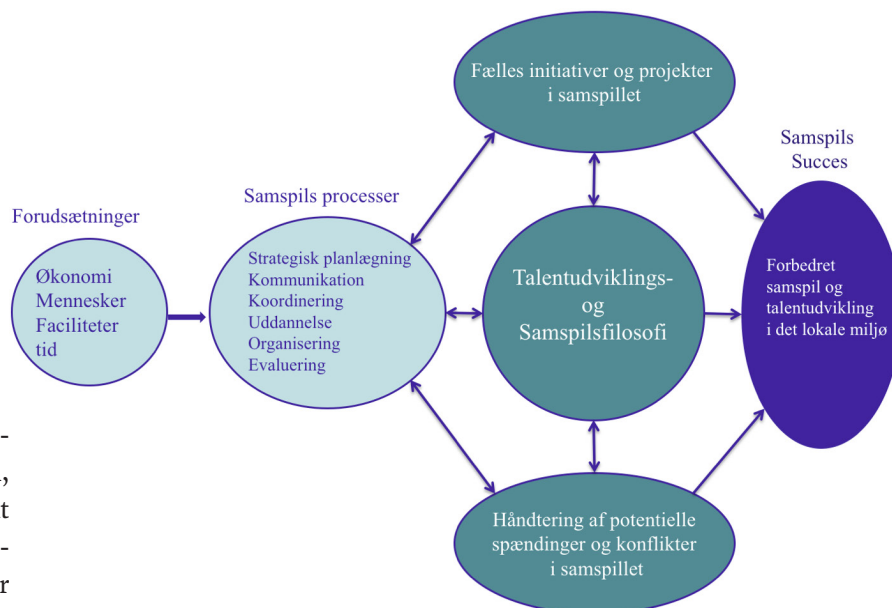 Fælles initiativer og projekter
i samspillet
Samspils
Succes
Samspils processer
Forudsætninger
Økonomi
Mennesker
Faciliteter
tid
Strategisk planlægning
Kommunikation
Koordinering
Uddannelse
Organisering
Evaluering
Talentudviklings-
og
Samspilsfilosofi
Forbedret
samspil og
talentudvikling
i det lokale miljø
Håndtering af potentielle
spændinger og konflikter
i samspillet